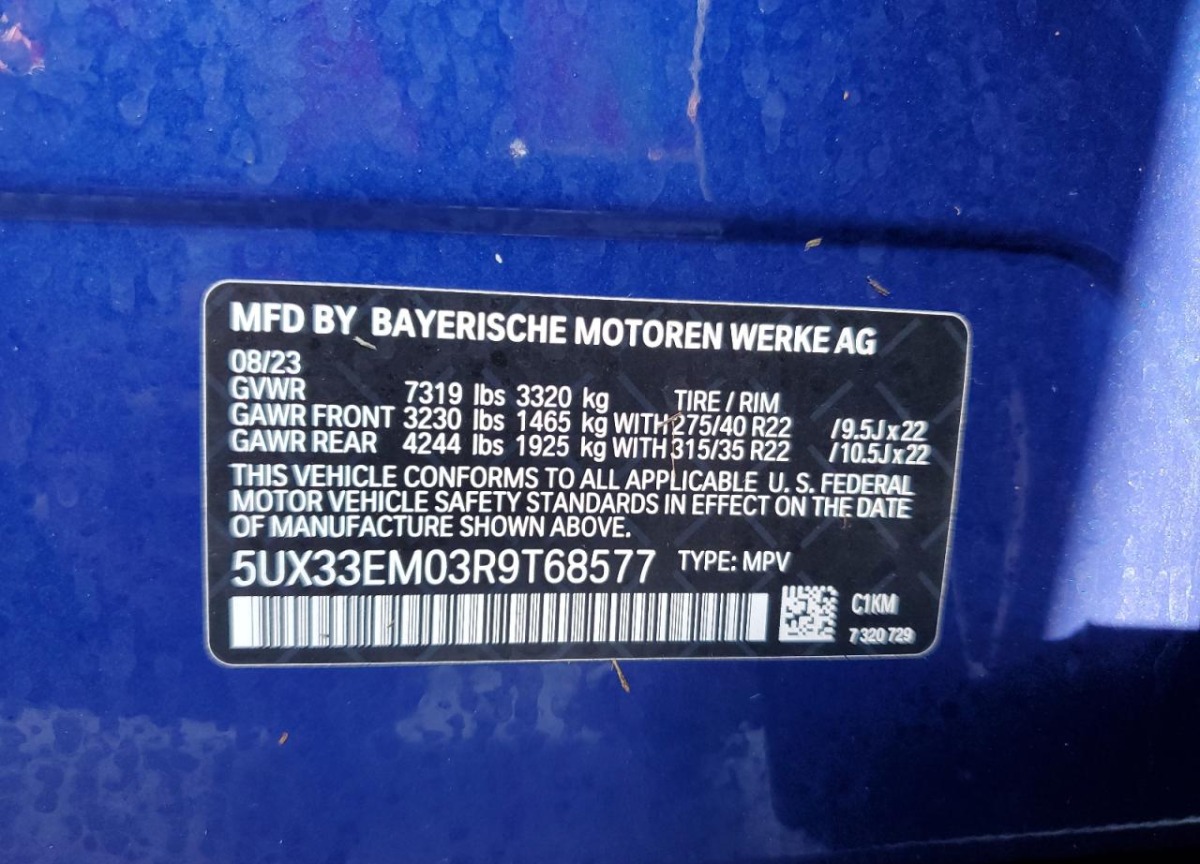 MFD BY BAYERISCHE MOTOREN WERKE AG
08/23
GVWR 7319 lbs 3320 kg TIRE / RIM
GAWR FRONT 3230 lbs 1465 kg WITH 275/40 R22 /9.5Jx22
GAWR REAR 4244 lbs 1925 kg WITH 315/35 R22 /10.5Jx22
THIS VEHICLE CONFORMS TO ALL APPLICABLE U. S. FEDERAL
MOTOR VEHICLE SAFETY STANDARDS IN EFFECT ON THE DATE
OF MANUFACTURE SHOWN ABOVE.
5UX33EM03R9T68577 TYPE: MPV
C1KM
7 320 729